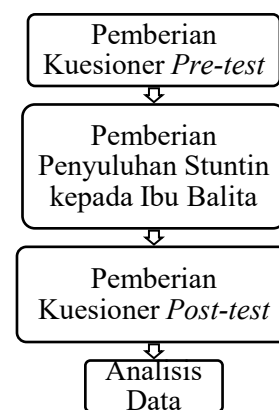 Pemberian
Kuesioner Pre-test
Pemberian
Penyuluhan Stuntin
kepada Ibu Balita
Pemberian
Kuesioner Post-test
Analisis
Data